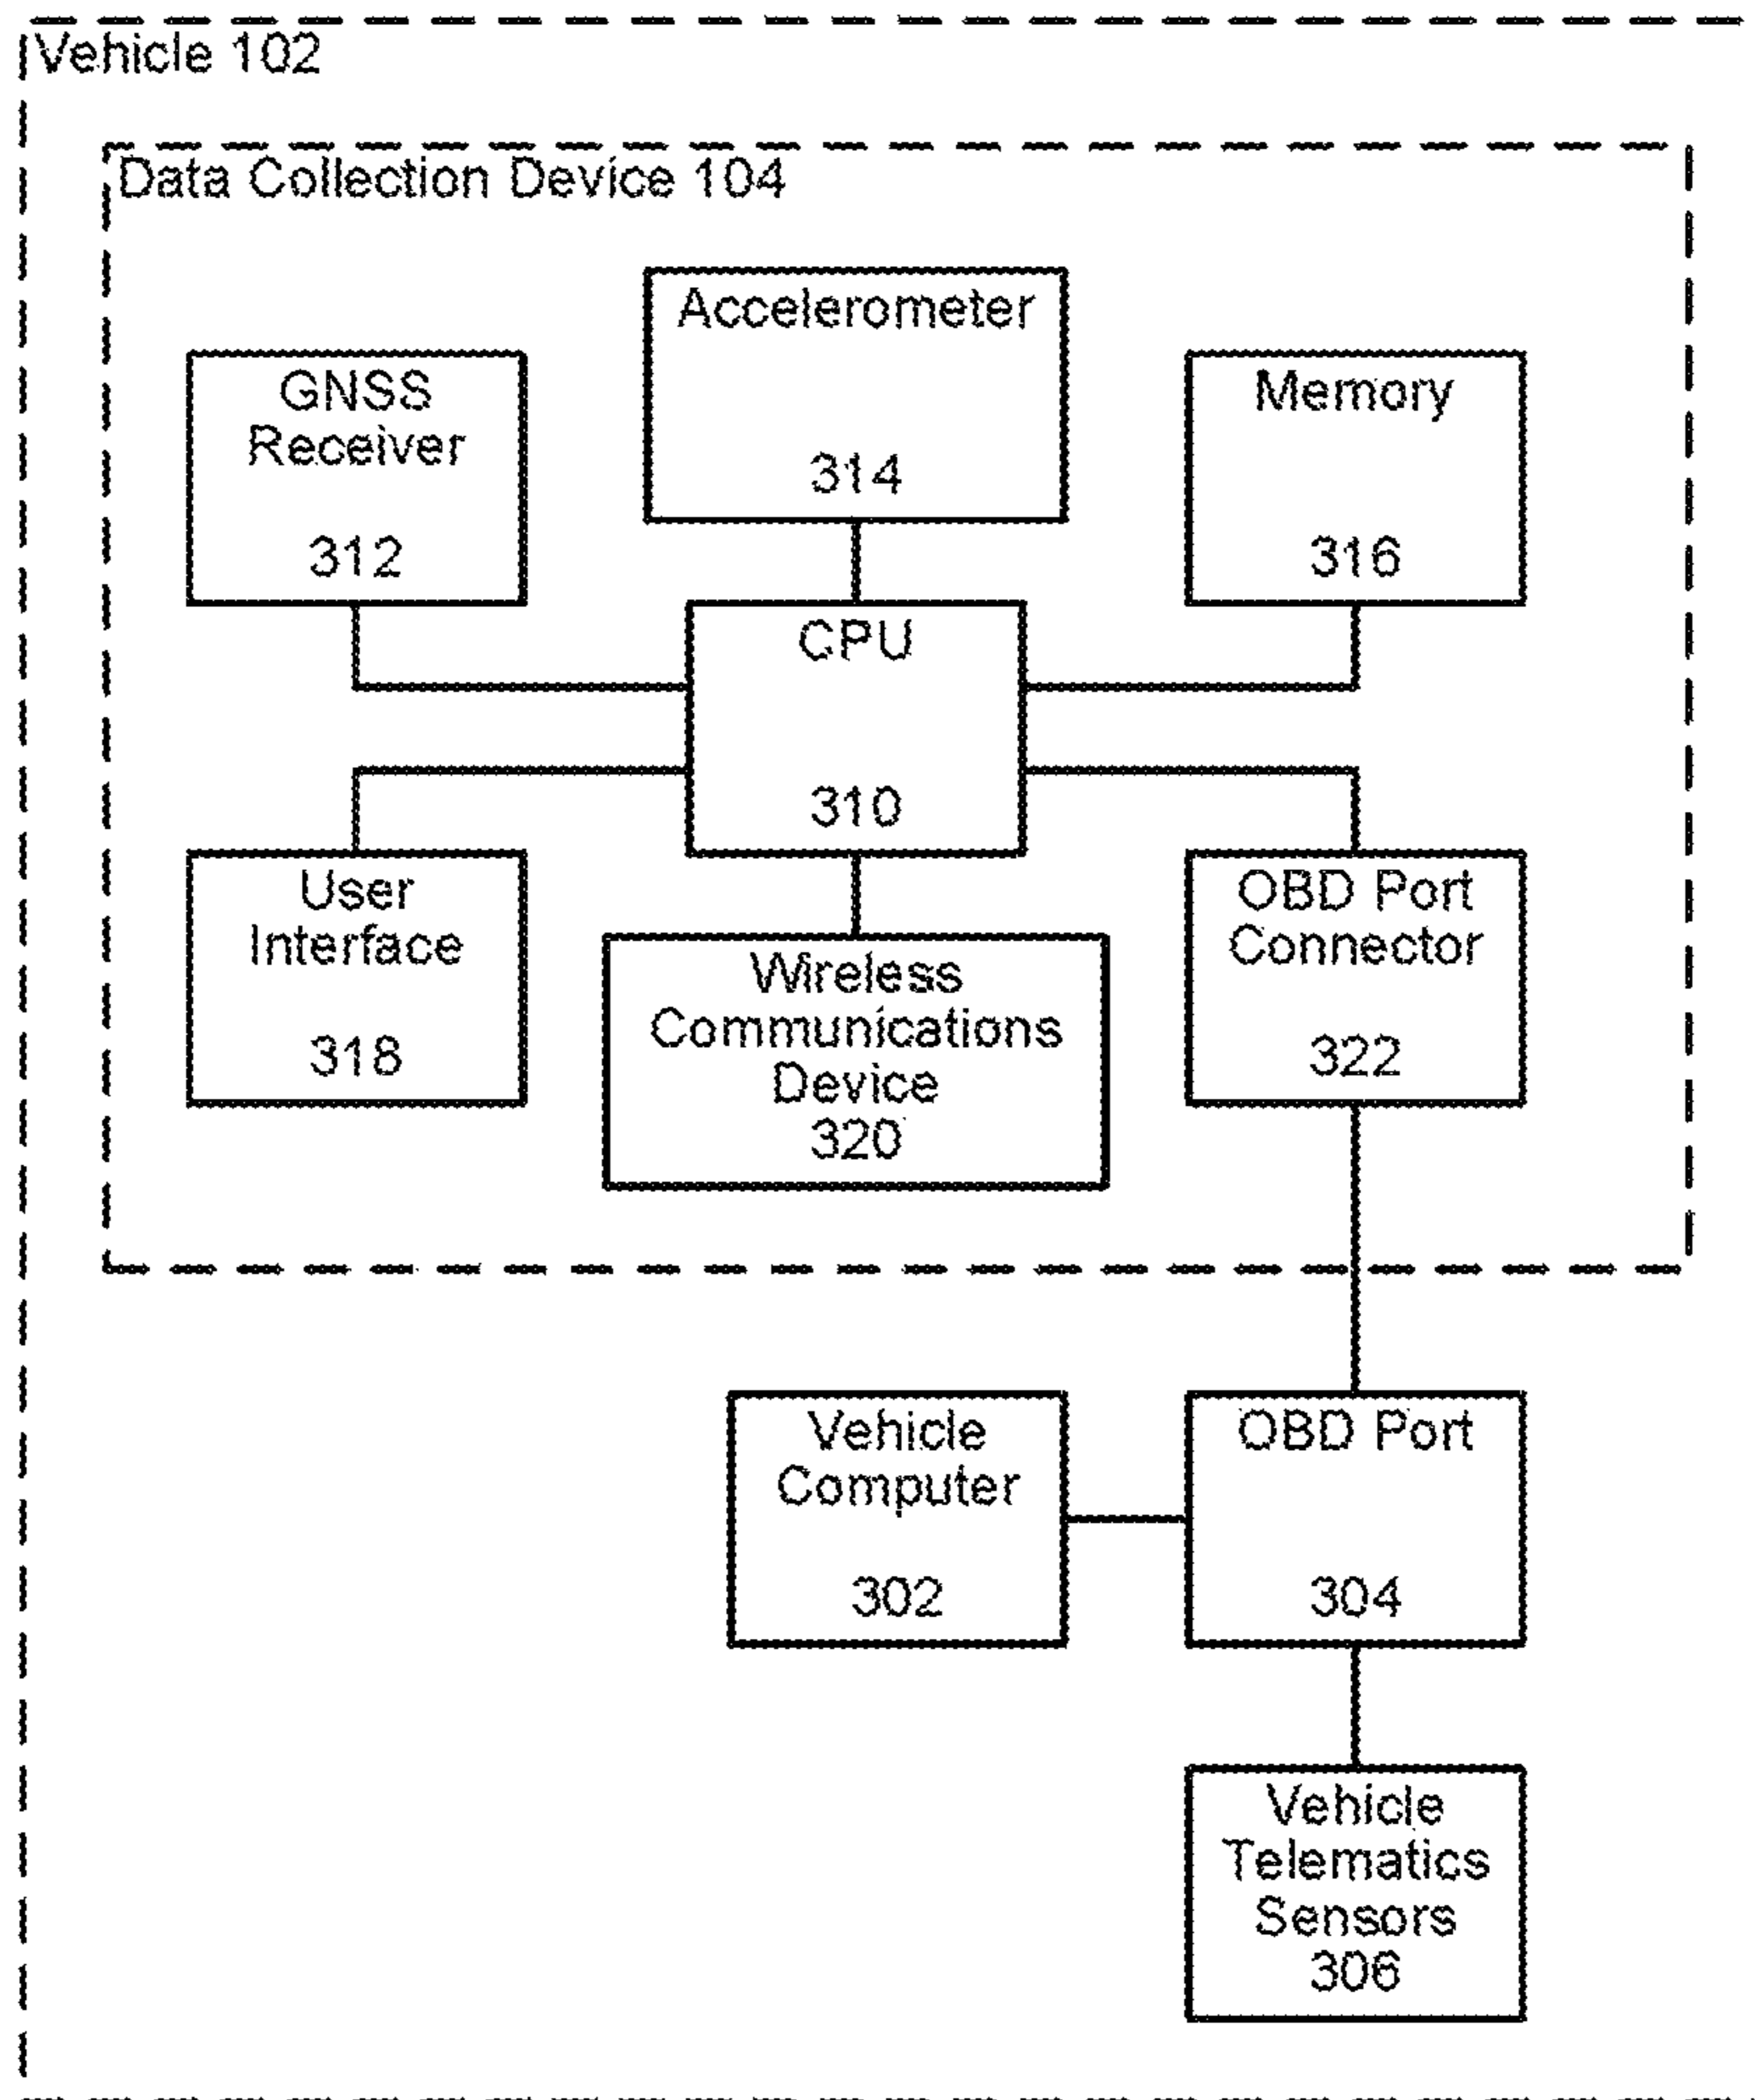 Vehicle 102
Data Collection Device 104
Accelerometer
314
GNSS
Receiver
312
Memory
316
CPU
310
User
Interface
318
Wireless
Communications
Device
320
OBD Port
Connector
322
Vehicle
Computer
302
OBD Port
304
Vehicle
Telematics
Sensors
306